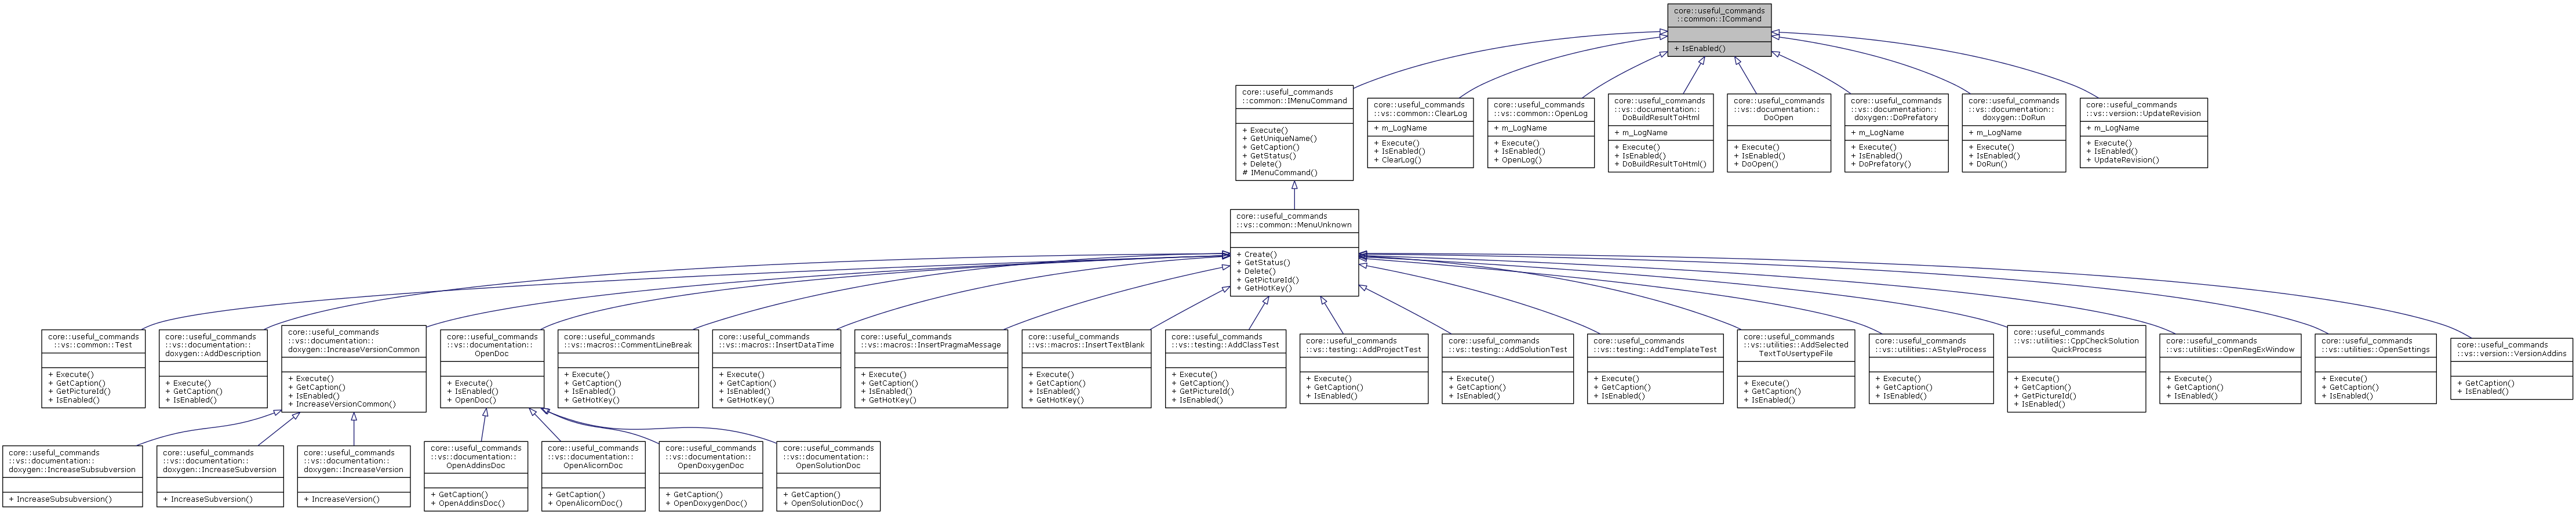 core::useful_commands
::common::ICommand
+ IsEnabled()
core::useful_commands
::common::IMenuCommand
+ Execute()
+ GetUniqueName()
+ GetCaption()
+ GetStatus()
+ Delete()
# IMenuCommand()
core::useful_commands
::vs::common::ClearLog
+ m_LogName
+ Execute()
+ IsEnabled()
+ ClearLog()
core::useful_commands
::vs::common::OpenLog
+ m_LogName
+ Execute()
+ IsEnabled()
+ OpenLog()
core::useful_commands
::vs::documentation::
DoBuildResultToHtml
+ m_LogName
+ Execute()
+ IsEnabled()
+ DoBuildResultToHtml()
core::useful_commands
::vs::documentation::
DoOpen
+ Execute()
+ IsEnabled()
+ DoOpen()
core::useful_commands
::vs::documentation::
doxygen::DoPrefatory
+ m_LogName
+ Execute()
+ IsEnabled()
+ DoPrefatory()
core::useful_commands
::vs::documentation::
doxygen::DoRun
+ m_LogName
+ Execute()
+ IsEnabled()
+ DoRun()
core::useful_commands
::vs::version::UpdateRevision
+ m_LogName
+ Execute()
+ IsEnabled()
+ UpdateRevision()
core::useful_commands
::vs::common::MenuUnknown
+ Create()
+ GetStatus()
+ Delete()
+ GetPictureId()
+ GetHotKey()
core::useful_commands
::vs::common::Test
+ Execute()
+ GetCaption()
+ GetPictureId()
+ IsEnabled()
core::useful_commands
::vs::documentation::
doxygen::AddDescription
+ Execute()
+ GetCaption()
+ IsEnabled()
core::useful_commands
::vs::documentation::
doxygen::IncreaseVersionCommon
+ Execute()
+ GetCaption()
+ IsEnabled()
+ IncreaseVersionCommon()
core::useful_commands
::vs::documentation::
OpenDoc
+ Execute()
+ IsEnabled()
+ OpenDoc()
core::useful_commands
::vs::macros::CommentLineBreak
+ Execute()
+ GetCaption()
+ IsEnabled()
+ GetHotKey()
core::useful_commands
::vs::macros::InsertDataTime
+ Execute()
+ GetCaption()
+ IsEnabled()
+ GetHotKey()
core::useful_commands
::vs::macros::InsertPragmaMessage
+ Execute()
+ GetCaption()
+ IsEnabled()
+ GetHotKey()
core::useful_commands
::vs::macros::InsertTextBlank
+ Execute()
+ GetCaption()
+ IsEnabled()
+ GetHotKey()
core::useful_commands
::vs::testing::AddClassTest
+ Execute()
+ GetCaption()
+ GetPictureId()
+ IsEnabled()
core::useful_commands
::vs::testing::AddProjectTest
+ Execute()
+ GetCaption()
+ IsEnabled()
core::useful_commands
::vs::testing::AddSolutionTest
+ Execute()
+ GetCaption()
+ IsEnabled()
core::useful_commands
::vs::testing::AddTemplateTest
+ Execute()
+ GetCaption()
+ IsEnabled()
core::useful_commands
::vs::utilities::AddSelected
TextToUsertypeFile
+ Execute()
+ GetCaption()
+ IsEnabled()
core::useful_commands
::vs::utilities::AStyleProcess
+ Execute()
+ GetCaption()
+ IsEnabled()
core::useful_commands
::vs::utilities::CppCheckSolution
QuickProcess
+ Execute()
+ GetCaption()
+ GetPictureId()
+ IsEnabled()
core::useful_commands
::vs::utilities::OpenRegExWindow
+ Execute()
+ GetCaption()
+ IsEnabled()
core::useful_commands
::vs::utilities::OpenSettings
+ Execute()
+ GetCaption()
+ IsEnabled()
core::useful_commands
::vs::version::VersionAddins
+ GetCaption()
+ IsEnabled()
core::useful_commands
::vs::documentation::
doxygen::IncreaseSubsubversion
+ IncreaseSubsubversion()
core::useful_commands
::vs::documentation::
doxygen::IncreaseSubversion
+ IncreaseSubversion()
core::useful_commands
::vs::documentation::
doxygen::IncreaseVersion
+ IncreaseVersion()
core::useful_commands
::vs::documentation::
OpenAddinsDoc
+ GetCaption()
+ OpenAddinsDoc()
core::useful_commands
::vs::documentation::
OpenAlicornDoc
+ GetCaption()
+ OpenAlicornDoc()
core::useful_commands
::vs::documentation::
OpenDoxygenDoc
+ GetCaption()
+ OpenDoxygenDoc()
core::useful_commands
::vs::documentation::
OpenSolutionDoc
+ GetCaption()
+ OpenSolutionDoc()